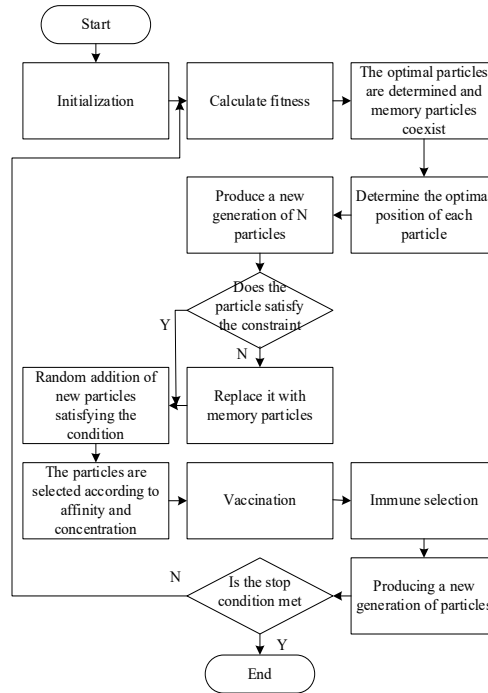 Start
Initialization
Calculate fitness
The optimal particles
are determined and
memory particles
coexist
Produce a new
generation of N
particles
Determine the optima
position of each
particle
Does the
particle satisfy
the constraint
Y
N
Random addition of
new particles
satisfying the
condition
Replace it with
memory particles
The particles are
selected according to
affinity and
concentration
Vaccination
Immune selection
N
Is the stop
condition met
Producing a new
generation of particles
Y
End